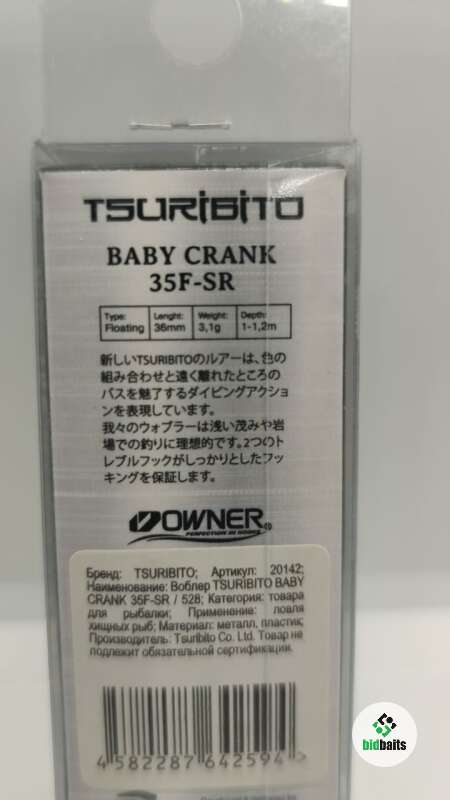 TSURIBITO
BABY CRANK
35F-SR
Type: Lenght: Weight: Depth:
Floating 36mm 3,1g 1-1,2m
新しいTSURIBITOのルアーは、色の
組み合わせと遠く離れたところの
バスを魅了するダイビングアクショ
ンを表現しています。
我々のウォブラーは浅い茂みや岩
場での釣りに理想的です。2つのト
レブルフックがしっかりとしたフッ
キングを保証します。
OWNER®
PERFECTION IN HOOKS
Бренд: TSURIBITO; Артикул: 20142;
Наименование: Воблер TSURIBITO BABY
CRANK 35F-SR / 528; Категория: товара
для рыбалки; Применение: ловля
хищных рыб; Материал: металл, пластик;
Производитель: Tsuribito Co. Ltd. Товар не
подлежит обязательной сертификации.
4 582287 642594 >
bidbaits